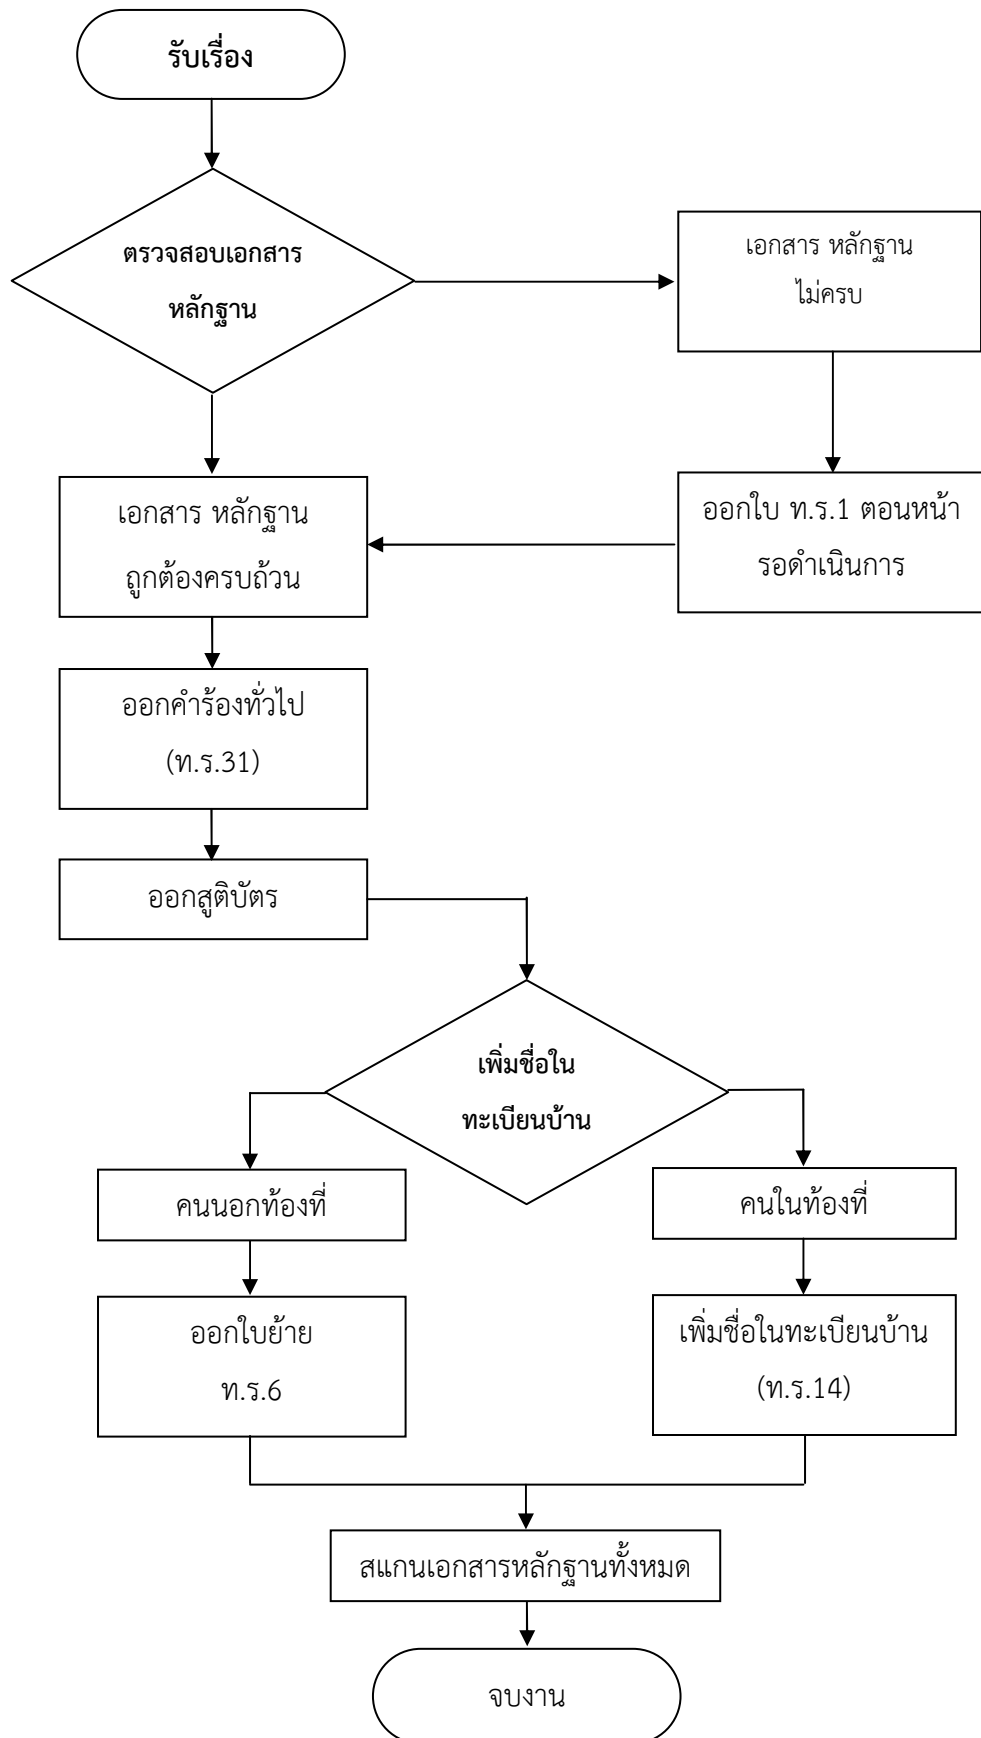 รับเรื่อง
ตรวจสอบเอกสาร
หลักฐาน
เอกสาร หลักฐาน
ไม่ครบ
ออกใบ ท.ร.1 ตอนหน้า
รอดำเนินการ
เอกสาร หลักฐาน
ถูกต้องครบถ้วน
ออกคำร้องทั่วไป
(ท.ร.31)
ออกสูติบัตร
เพิ่มชื่อใน
ทะเบียนบ้าน
คนนอกท้องที่
คนในท้องที่
ออกใบย้าย
ท.ร.6
เพิ่มชื่อในทะเบียนบ้าน
(ท.ร.14)
สแกนเอกสารหลักฐานทั้งหมด
จบงาน